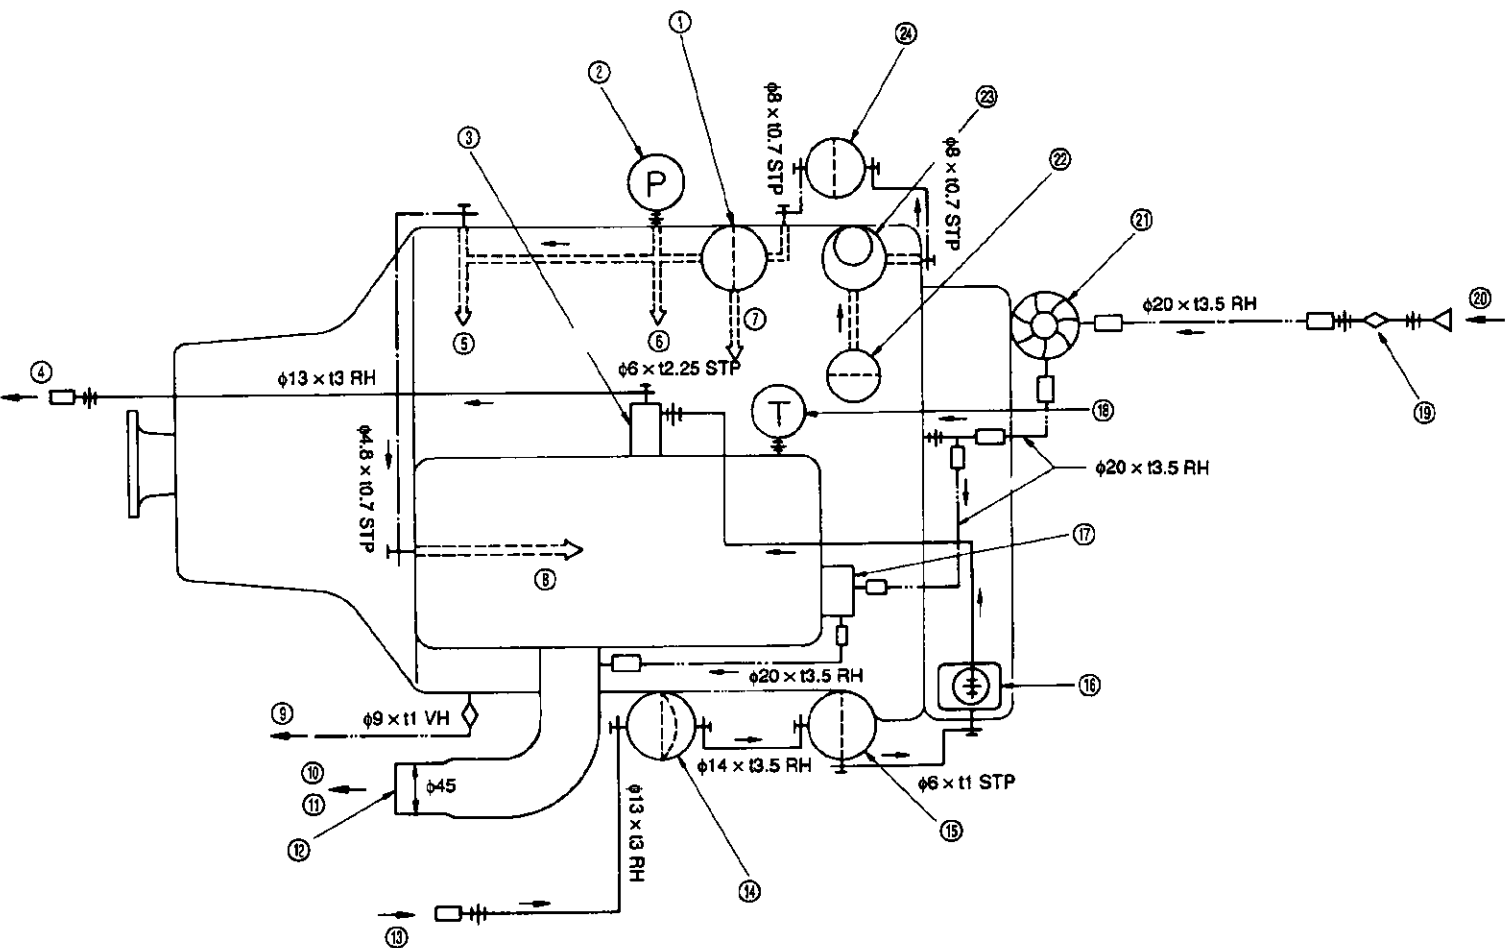 ①
㉔
②
㉓
③
φ8 × t0.7 STP
φ8 × t0.7 STP
㉒
P
㉑
φ20 × t3.5 RH
⑳
⑦
⑤
⑥
④
φ13 × t3 RH
φ6 × t2.25 STP
T
⑱
⑲
φ4.8 × t0.7 STP
φ20 × t3.5 RH
⑰
⑧
φ20 × t3.5 RH
⑯
⑨
φ9 × t1 VH
φ14 × t3.5 RH
φ6 × t1 STP
⑩
φ45
⑪
φ13 × t3 RH
⑮
⑫
⑭
⑬